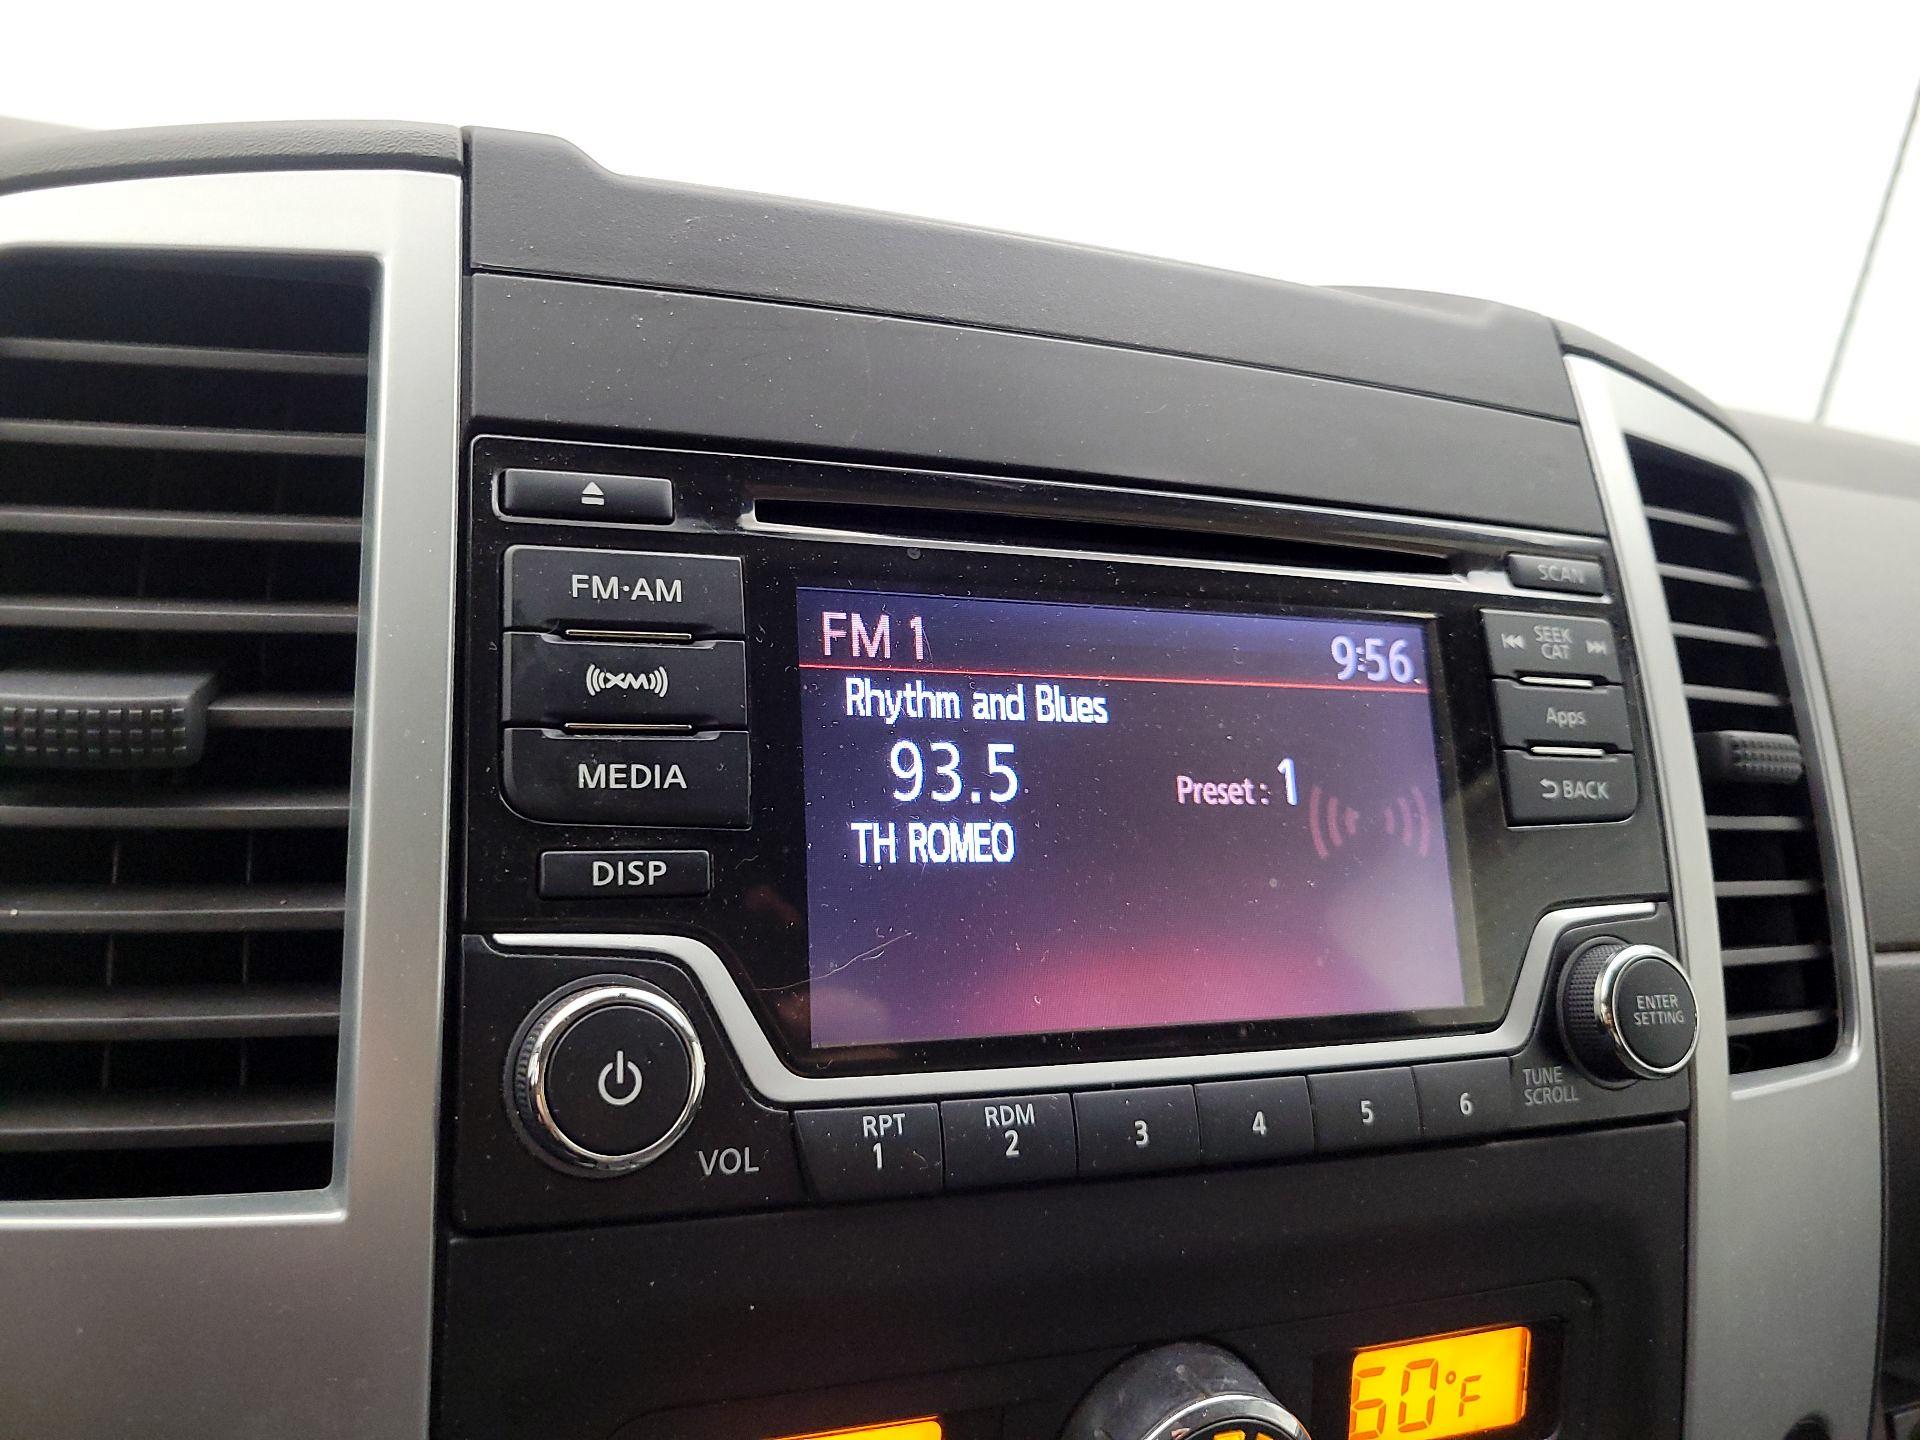 FM·AM
XM
MEDIA
DISP
VOL
FM 1
9:56
Rhythm and Blues
93.5
Preset: 1
TH ROMEO
SCAN
SEEK
CAT
Apps
BACK
ENTER
SETTING
TUNE
SCROLL
RPT
1
RDM
2
3
4
5
6
60°F